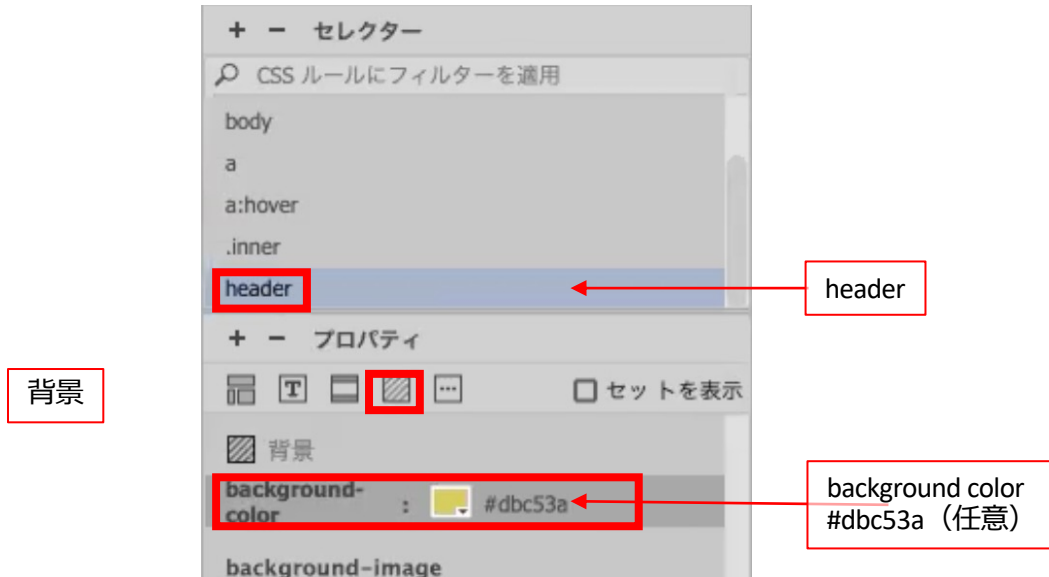 + − セレクター
CSS ルールにフィルターを適用
body
a
a:hover
.inner
header
header
+ − プロパティ
背景
T
セットを表示
背景
background-
color : #dbc53a
background color
#dbc53a（任意）
background-image